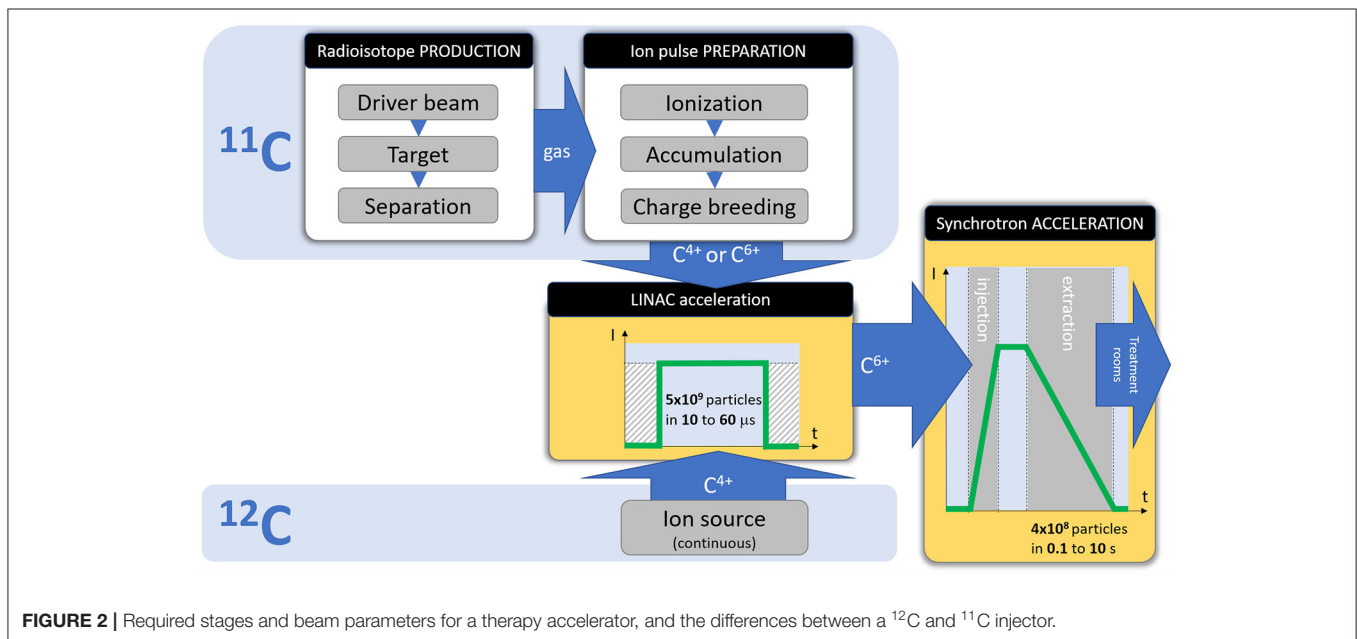 Radioisotope PRODUCTION
Driver beam
Target
Separation
¹¹C
gas
Ion pulse PREPARATION
Ionization
Accumulation
Charge breeding
C⁴⁺ or C⁶⁺
LINAC acceleration
I
5x10⁹ particles
in 10 to 60 μs
t
C⁶⁺
Synchrotron ACCELERATION
I
injection
extraction
Treatment
rooms
t
4x10⁸ particles
in 0.1 to 10 s
C⁴⁺
¹²C
Ion source
(continuous)
FIGURE 2 | Required stages and beam parameters for a therapy accelerator, and the differences between a ¹²C and ¹¹C injector.